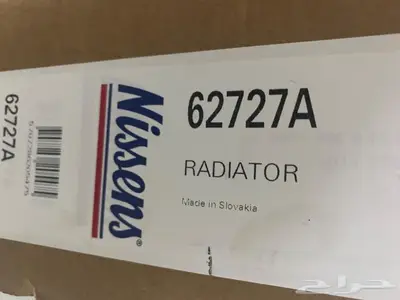 62727A
Nissens®
62727A
RADIATOR
Made in Slovakia
حراج